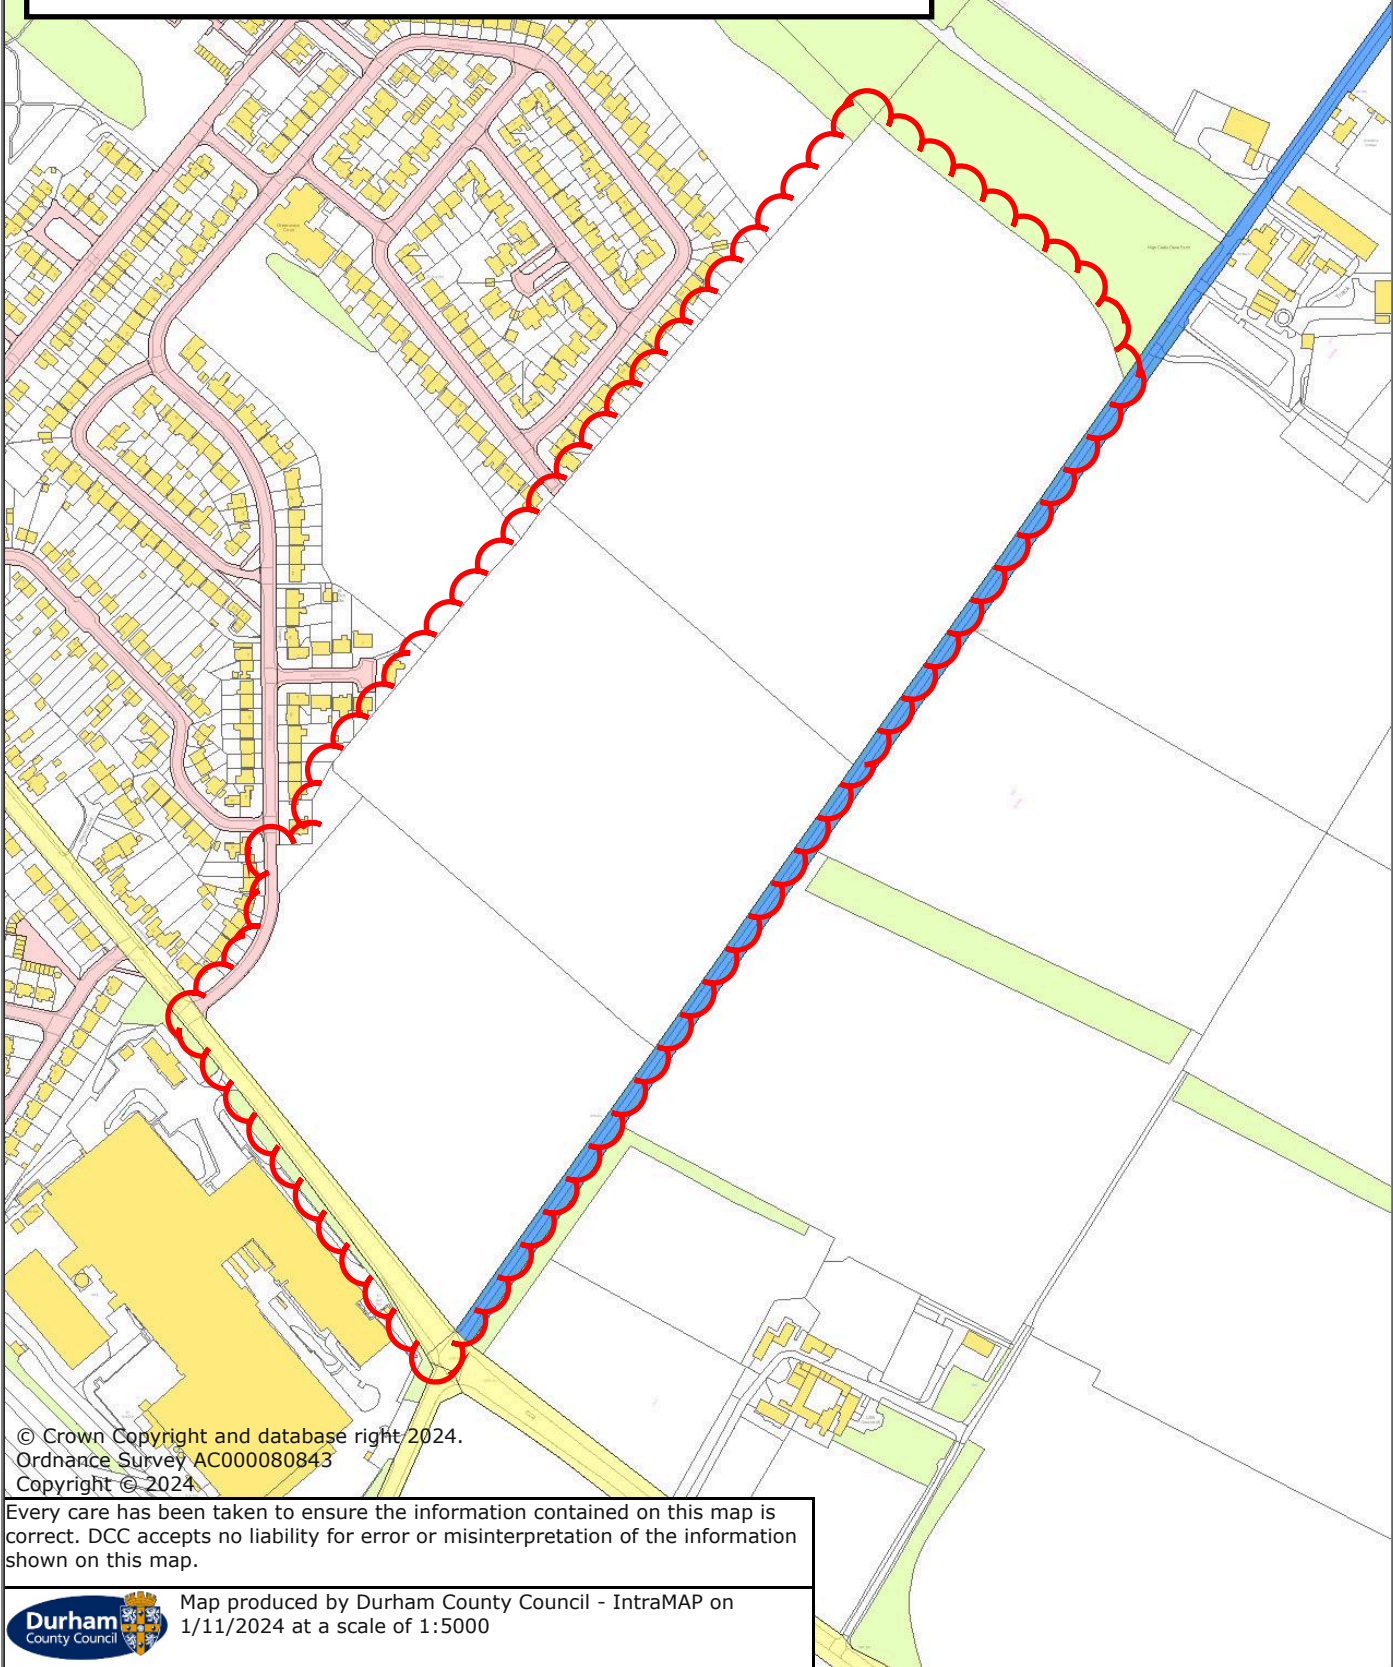 Track
© Crown Copyright and database right 2024.
Ordnance Survey AC000080843
Copyright © 2024
Every care has been taken to ensure the information contained on this map is
correct. DCC accepts no liability for error or misinterpretation of the information
shown on this map.
Durham
County Council
Map produced by Durham County Council - IntraMAP on
1/11/2024 at a scale of 1:5000